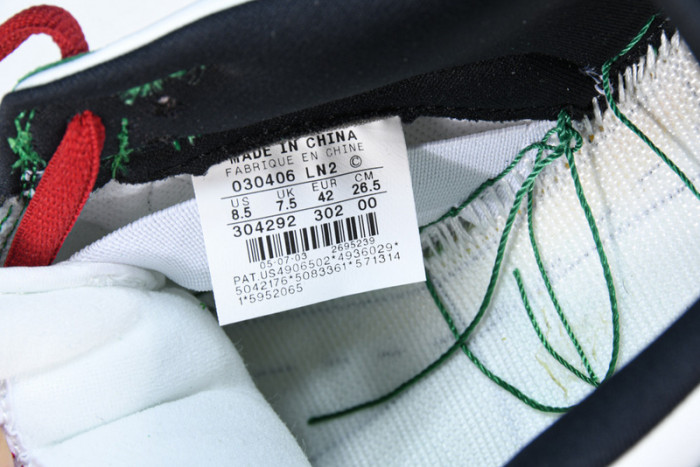 MADE IN CHINA
FABRIQUE EN CHINE
030406 LN2 ©
US UK EUR CM
8.5 7.5 42 26.5
304292 302 00
05-07-03 2695239
PAT.US4906502*4936029*
5042176*5083361*571314
1*5952065